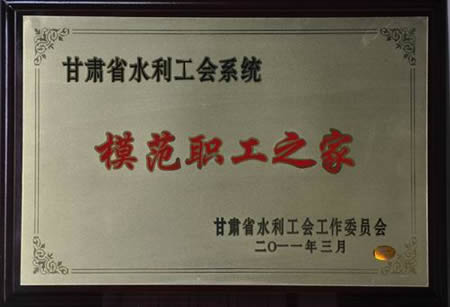 甘肃省水利工会系统
模范职工之家
甘肃省水利工会工作委员会
二〇一一年三月